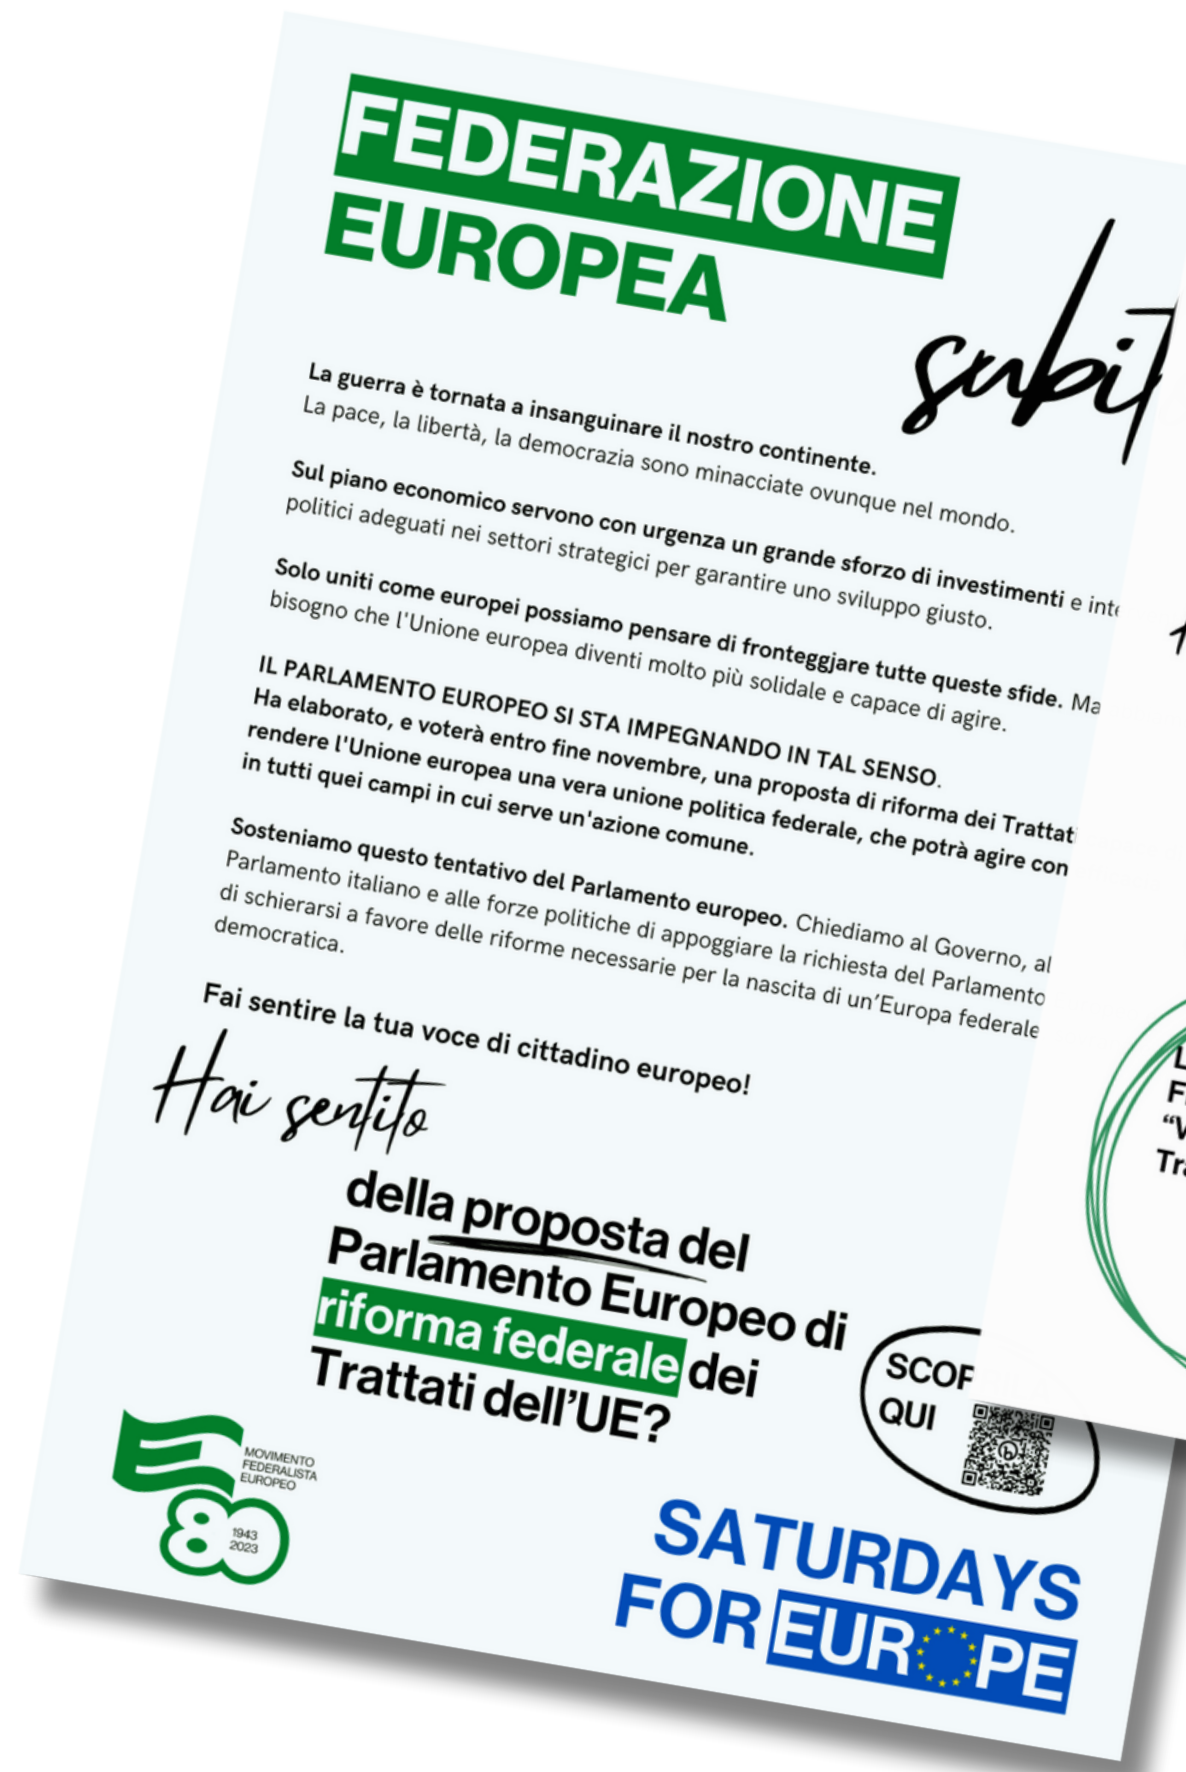 FEDERAZIONE
EUROPEA
La guerra è tornata a insanguinare il nostro continente.
La pace, la libertà, la democrazia sono minacciate ovunque nel mondo.
Sul piano economico servono con urgenza un grande sforzo di investimenti e
politici adeguati nei settori strategici per garantire uno sviluppo giusto.
Solo uniti come europei possiamo pensare di fronteggjare tutte queste sfide. Ma
bisogno che l'Unione europea diventi molto più solidale e capace di agire.
IL PARLAMENTO EUROPEO SI STA IMPEGNANDO IN TAL SENSO.
Ha elaborato, e voterà entro fine novembre, una proposta di riforma dei
rendere l'Unione europea una vera unione politica federale, che potrà agire con
in tutti quei campi in cui serve un'azione comune.
Sosteniamo questo tentativo del Parlamento europeo. Chiediamo al Governo, al
Parlamento italiano e alle forze politiche di appoggiare la richiesta del Parlamento
di schierarsi a favore delle riforme necessarie per la nascita di un’Europa federale
democratica.
Fai sentire la tua voce di cittadino europeo!
Hai sentito
della proposta del
Parlamento Europeo di
riforma federale dei
Trattati dell’UE?
QUI
MOVIMENTO
FEDERALISTA
EUROPEO
80
1943
2023
SATURDAYS
FOR EUROPE